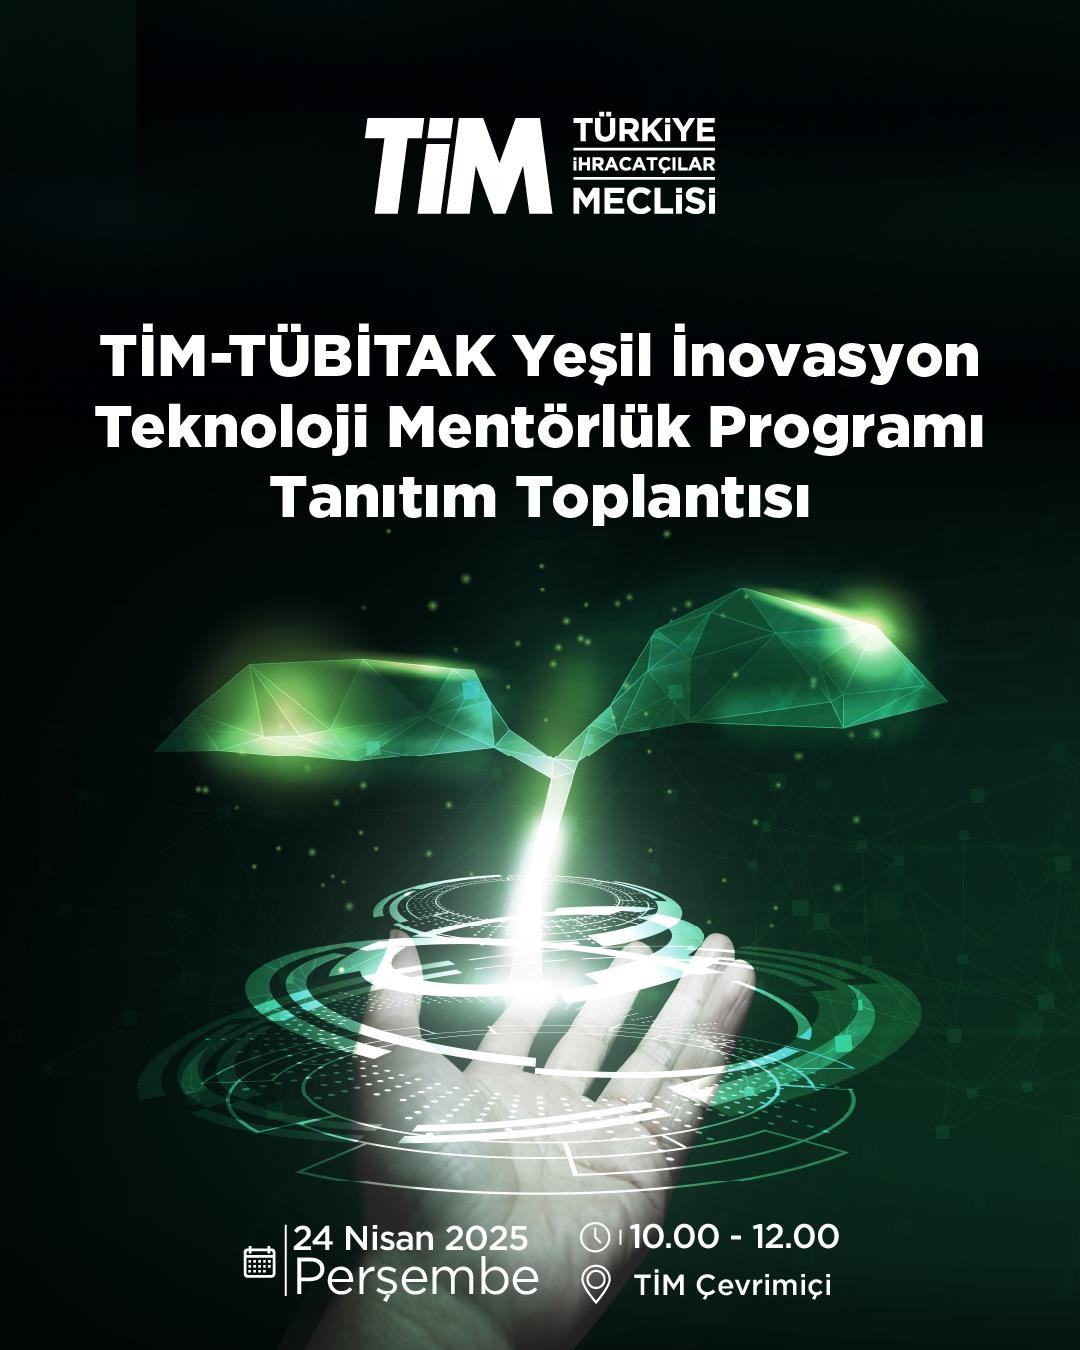 TİM
TÜRKİYE
İHRACATÇILAR
MECLİSİ
TİM-TÜBİTAK Yeşil İnovasyon
Teknoloji Mentörlük Programı
Tanıtım Toplantısı
24 Nisan 2025
Perşembe
10.00 - 12.00
TİM Çevrimiçi